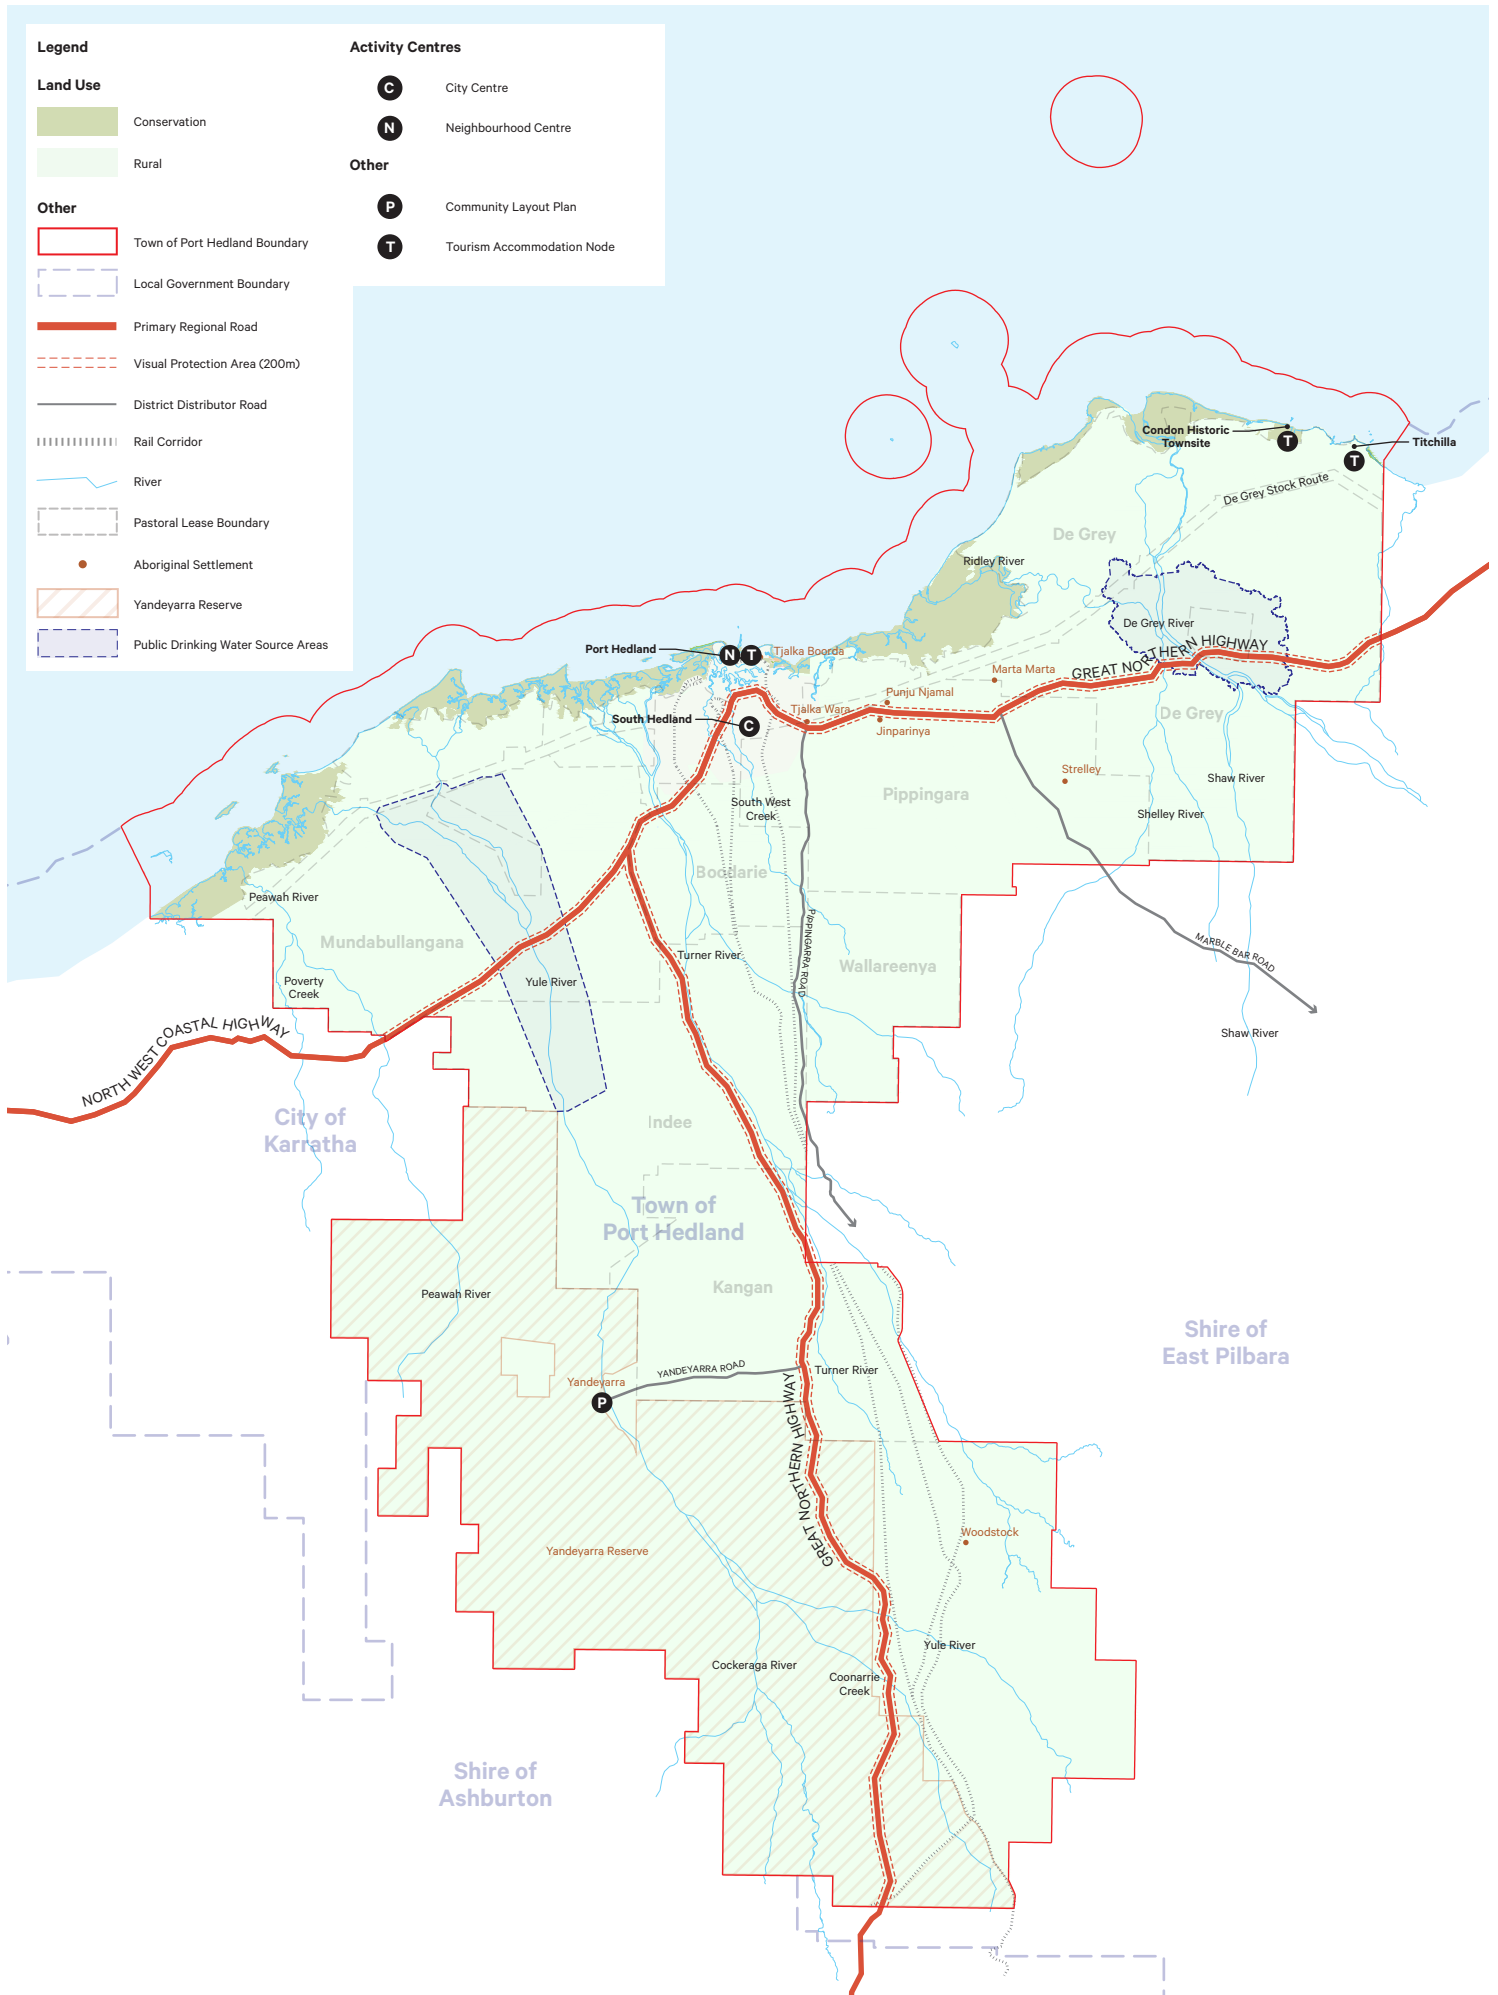 Legend
Land Use
Conservation
Rural
Other
Town of Port Hedland Boundary
Local Government Boundary
Primary Regional Road
Visual Protection Area (200m)
District Distributor Road
Rail Corridor
River
Pastoral Lease Boundary
Aboriginal Settlement
Yandeyarra Reserve
Public Drinking Water Source Areas
Activity Centres
C City Centre
N Neighbourhood Centre
Other
P Community Layout Plan
T Tourism Accommodation Node
Condon Historic
Townsite
T
Titchilla
T
De Grey Stock Route
De Grey
Ridley River
De Grey River
GREAT NORTHERN HIGHWAY
Port Hedland
N
T
Tjalka Boorda
Marta Marta
Punju Njamal
Tjalka Wara
Jinparinya
South Hedland
C
De Grey
Strelley
Shaw River
Pippingara
South West
Creek
Shelley River
Boodarie
Peawah River
Mundabullangana
PIPPINGARRA ROAD
Turner River
Wallareenya
MARBLE BAR ROAD
Poverty
Creek
Yule River
NORTH WEST COASTAL HIGHWAY
Shaw River
City of
Karratha
Indee
Town of
Port Hedland
Peawah River
Kangan
Shire of
East Pilbara
Yandeyarra
P
YANDEYARRA ROAD
Turner River
GREAT NORTHERN HIGHWAY
Woodstock
Yandeyarra Reserve
Yule River
Cockeraga River
Coonarrie
Creek
Shire of
Ashburton